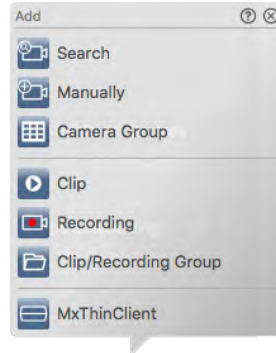 Add
Search
Manually
Camera Group
Clip
Recording
Clip/Recording Group
MxThinClient